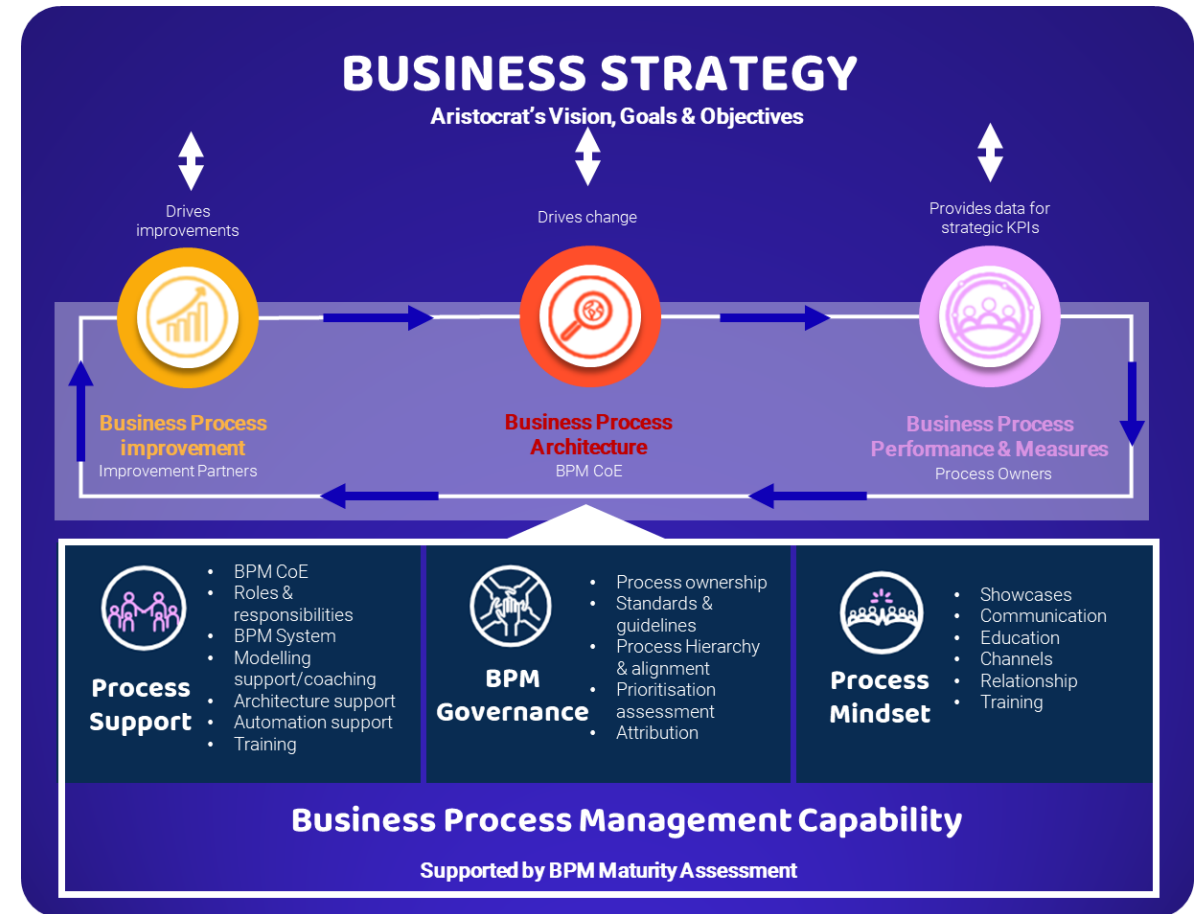 BUSINESS STRATEGY
Aristocrat's Vision, Goals & Objectives
Drives
improvements
Drives change
Provides data for
strategic KPIs
Business Process
improvement
Improvement Partners
Business Process
Architecture
BPM CoE
Business Process
Performance & Measures
Process Owners
Process
Support
• BPM CoE
• Roles &
responsibilities
• BPM System
• Modelling
support/coaching
• Architecture support
• Automation support
• Training
BPM
Governance
• Process ownership
• Standards &
guidelines
• Process Hierarchy
& alignment
• Prioritisation
assessment
• Attribution
Process
Mindset
• Showcases
• Communication
• Education
• Channels
• Relationship
• Training
Business Process Management Capability
Supported by BPM Maturity Assessment